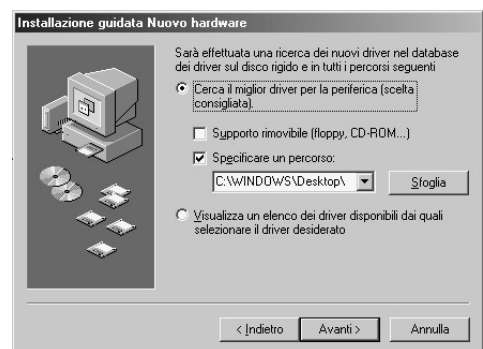 Installazione guidata Nuovo hardware
Sarà effettuata una ricerca dei nuovi driver nel database
dei driver sul disco rigido e in tutti i percorsi seguenti
Cerca il miglior driver per la periferica (scelta
consigliata).
Supporto rimovibile (floppy, CD-ROM...)
Specificare un percorso:
C:\WINDOWS\Desktop\
Sfoglia
Visualizza un elenco dei driver disponibili dai quali
selezionare il driver desiderato
< Indietro
Avanti >
Annulla